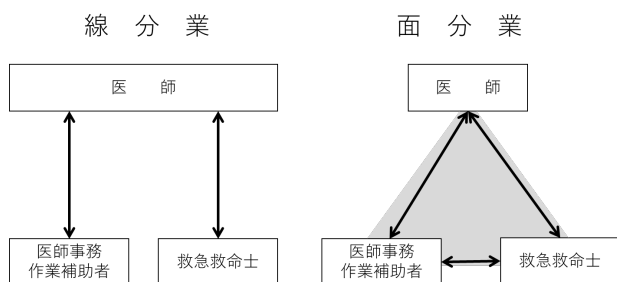 線 分 業
面 分 業
医 師
医 師
医師事務
作業補助者
救急救命士
医師事務
作業補助者
救急救命士